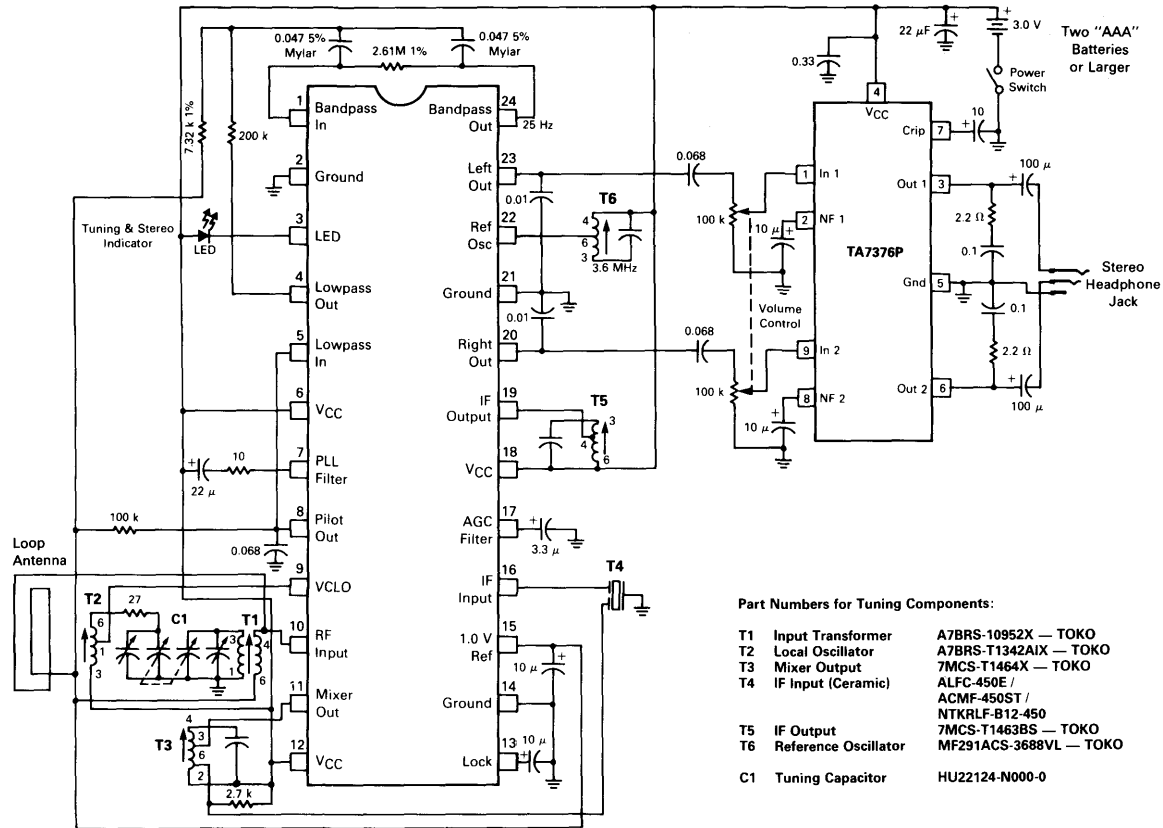 0.047 5%
Mylar
2.61M 1%
0.047 5%
Mylar
7.32 k 1%
200 k
22 µF
+
+
3.0 V
Two "AAA"
Batteries
or Larger
Power
Switch
0.33
1
Bandpass
In
Bandpass
Out
24
25 Hz
4
VCC
Crip
7
+
10
2
Ground
Left
Out
23
0.068
0.01
100 k
1
In 1
Out 1
3
+
100 µ
Tuning & Stereo
Indicator
LED
3
LED
Ref
Osc
22
T6
4
6
3
3.6 MHz
10 µ
+
2
NF 1
TA7376P
2.2 Ω
0.1
4
Lowpass
Out
Ground
21
Volume
Control
Gnd
5
Stereo
Headphone
Jack
0.01
0.1
5
Lowpass
In
Right
Out
20
0.068
100 k
9
In 2
2.2 Ω
6
VCC
IF
Output
19
T5
3
4
6
+
10 µ
8
NF 2
Out 2
6
+
100 µ
+
22 µ
10
7
PLL
Filter
VCC
18
100 k
0.068
8
Pilot
Out
AGC
Filter
17
+
3.3 µ
Loop
Antenna
T2
27
6
1
3
C1
T1
3
1
4
6
9
VCLO
IF
Input
16
T4
10
RF
Input
1.0 V
Ref
15
10 µ
+
11
Mixer
Out
Ground
14
T3
4
3
6
2
2.7 k
12
VCC
Lock
13
+
10 µ
Part Numbers for Tuning Components:
T1 Input Transformer A7BRS-10952X — TOKO
T2 Local Oscillator A7BRS-T1342AIX — TOKO
T3 Mixer Output 7MCS-T1464X — TOKO
T4 IF Input (Ceramic) ALFC-450E /
ACMF-450ST /
NTKRLF-B12-450
T5 IF Output 7MCS-T1463BS — TOKO
T6 Reference Oscillator MF291ACS-3688VL — TOKO
C1 Tuning Capacitor HU22124-N000-0